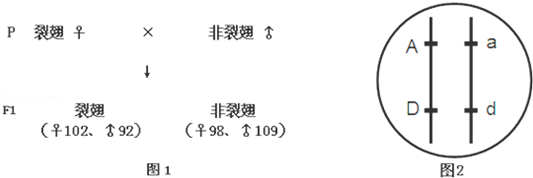 P 裂翅 ♀ × 非裂翅 ♂
↓
F1 裂翅 非裂翅
(♀102、♂92) (♀98、♂109)
图1
A a
D d
图2